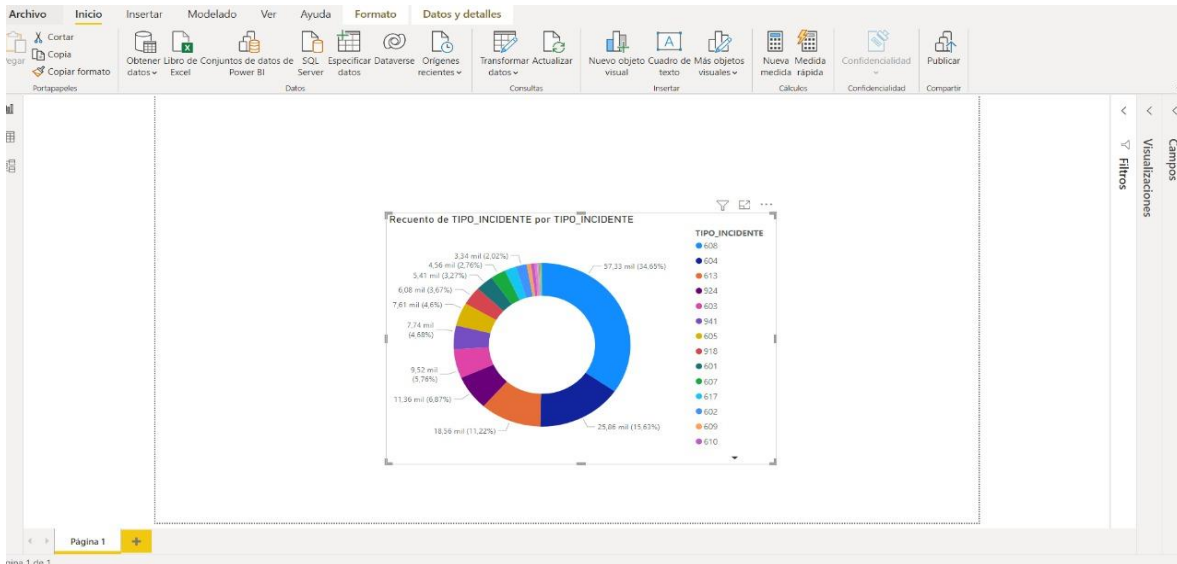 Archivo Inicio Insertar Modelado Ver Ayuda Formato Datos y detalles
Cortar
Copia
Copiar formato
Portapapeles
Obtener datos
Libro de Excel
Conjuntos de datos de Power BI
SQL Server
Especificar datos
Dataverse
Orígenes recientes
Datos
Transformar datos
Actualizar
Consultas
Nuevo objeto visual
Cuadro de texto
Más objetos visuales
Insertar
Nueva medida
Medida rápida
Cálculos
Confidencialidad
Confidencialidad
Publicar
Compartir
Filtros
Visualizaciones
Campos
Recuento de TIPO_INCIDENTE por TIPO_INCIDENTE
3,34 mil (2,02%)
4,56 mil (2,76%)
5,41 mil (3,27%)
6,08 mil (3,67%)
7,61 mil (4,6%)
7,74 mil
(4,68%)
9,52 mil
(5,76%)
11,36 mil (6,87%)
18,56 mil (11,22%)
25,86 mil (15,63%)
57,33 mil (34,65%)
TIPO_INCIDENTE
608
604
613
924
603
941
605
918
601
607
617
602
609
610
Página 1
1 de 1